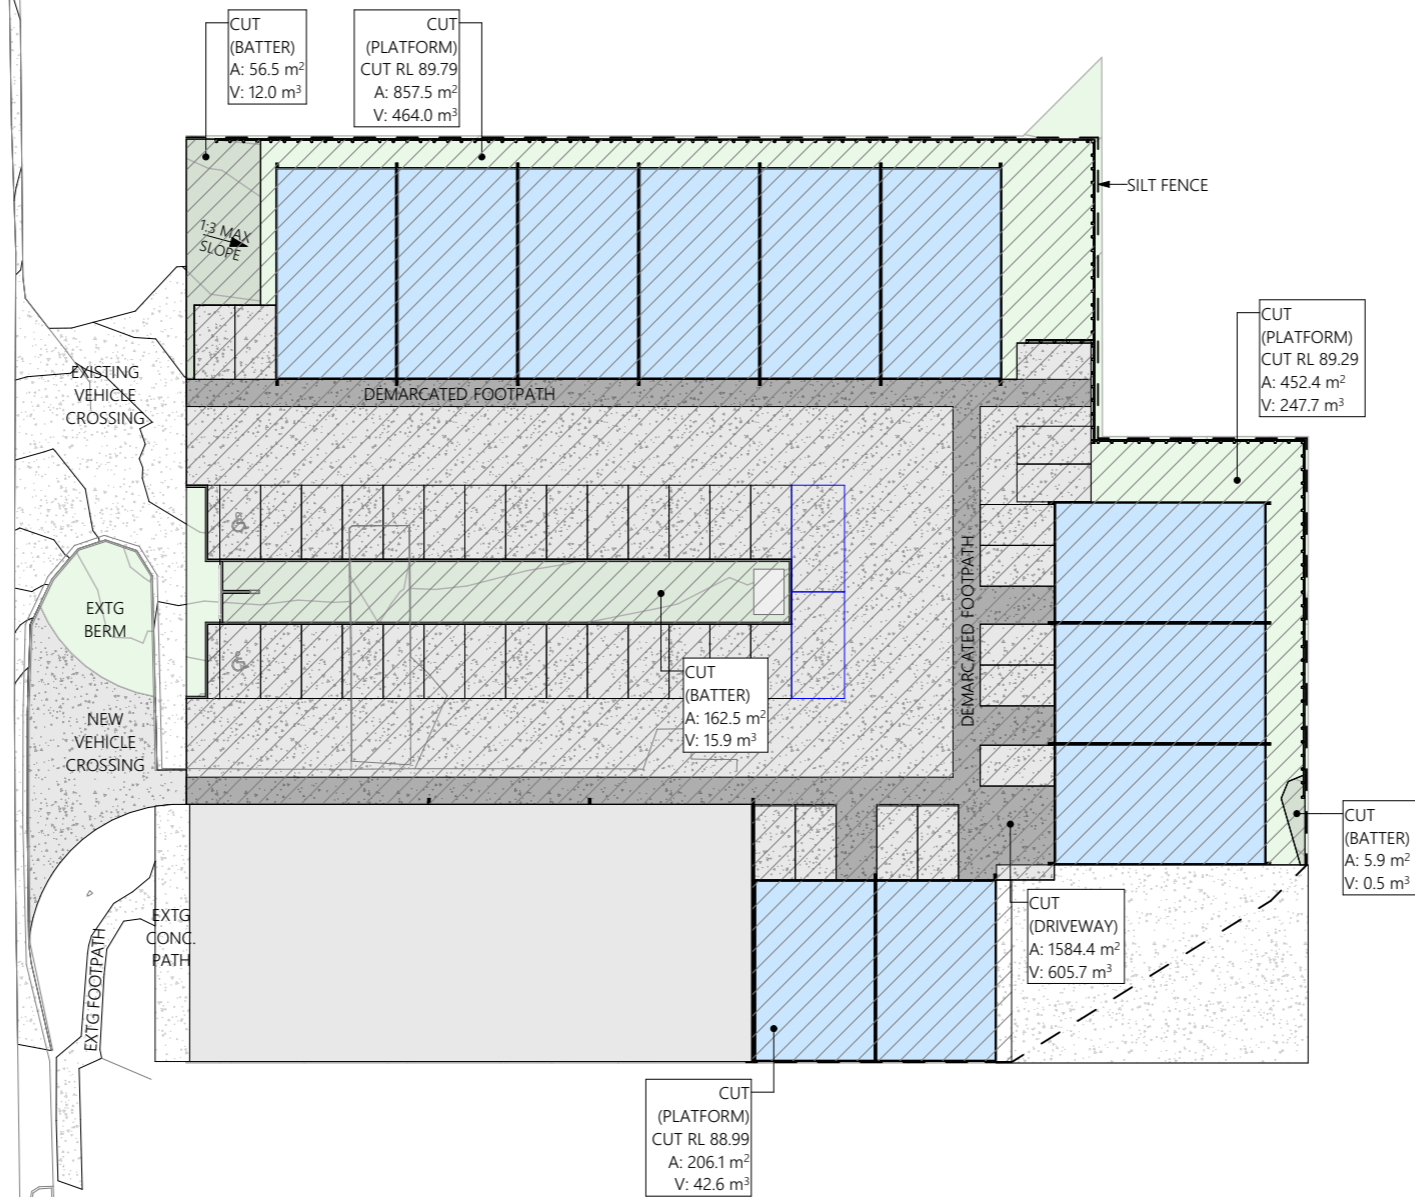 CUT
(BATTER)
A: 56.5 m²
V: 12.0 m³
CUT
(PLATFORM)
CUT RL 89.79
A: 857.5 m²
V: 464.0 m³
SILT FENCE
1:3 MAX
SLOPE
CUT
(PLATFORM)
CUT RL 89.29
A: 452.4 m²
V: 247.7 m³
EXISTING
VEHICLE
CROSSING
DEMARCATED FOOTPATH
DEMARCATED FOOTPATH
EXTG
BERM
CUT
(BATTER)
A: 162.5 m²
V: 15.9 m³
NEW
VEHICLE
CROSSING
CUT
(BATTER)
A: 5.9 m²
V: 0.5 m³
EXTG
CONC.
PATH
EXTG FOOTPATH
CUT
(DRIVEWAY)
A: 1584.4 m²
V: 605.7 m³
CUT
(PLATFORM)
CUT RL 88.99
A: 206.1 m²
V: 42.6 m³